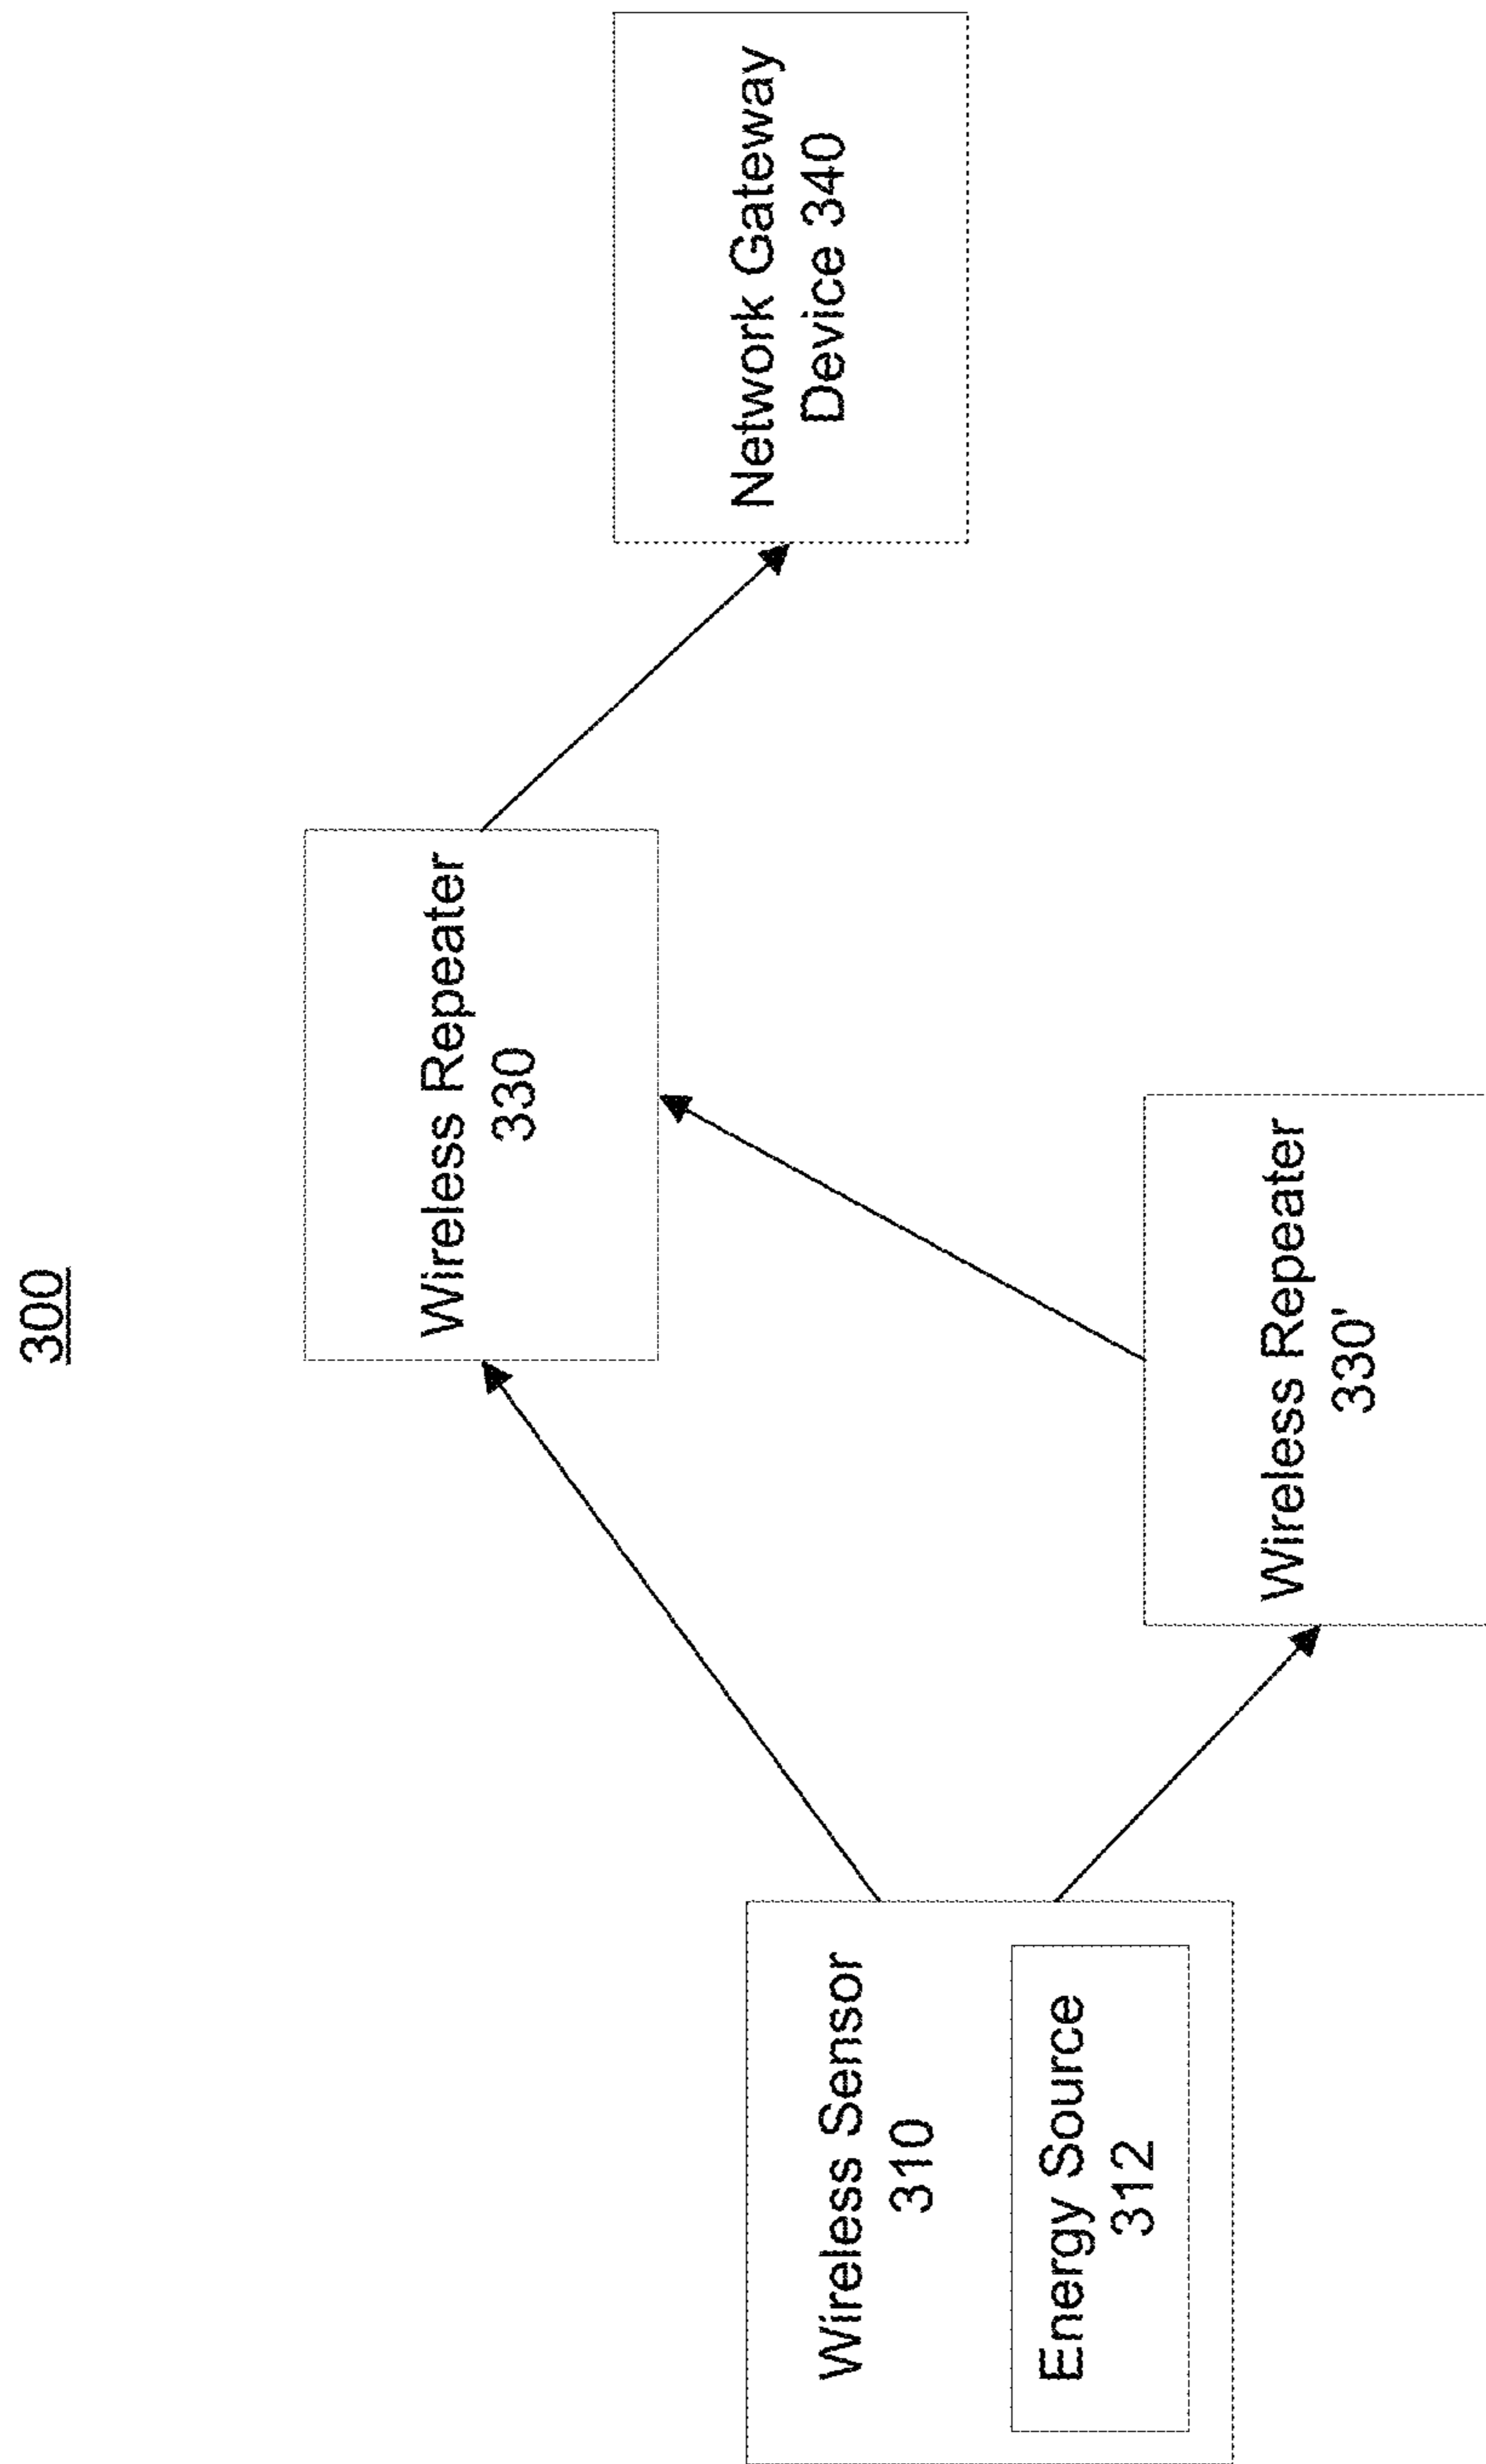 300
Wireless Sensor
310
Energy Source
312
Wireless Repeater
330
Wireless Repeater
330'
Network Gateway
Device 340